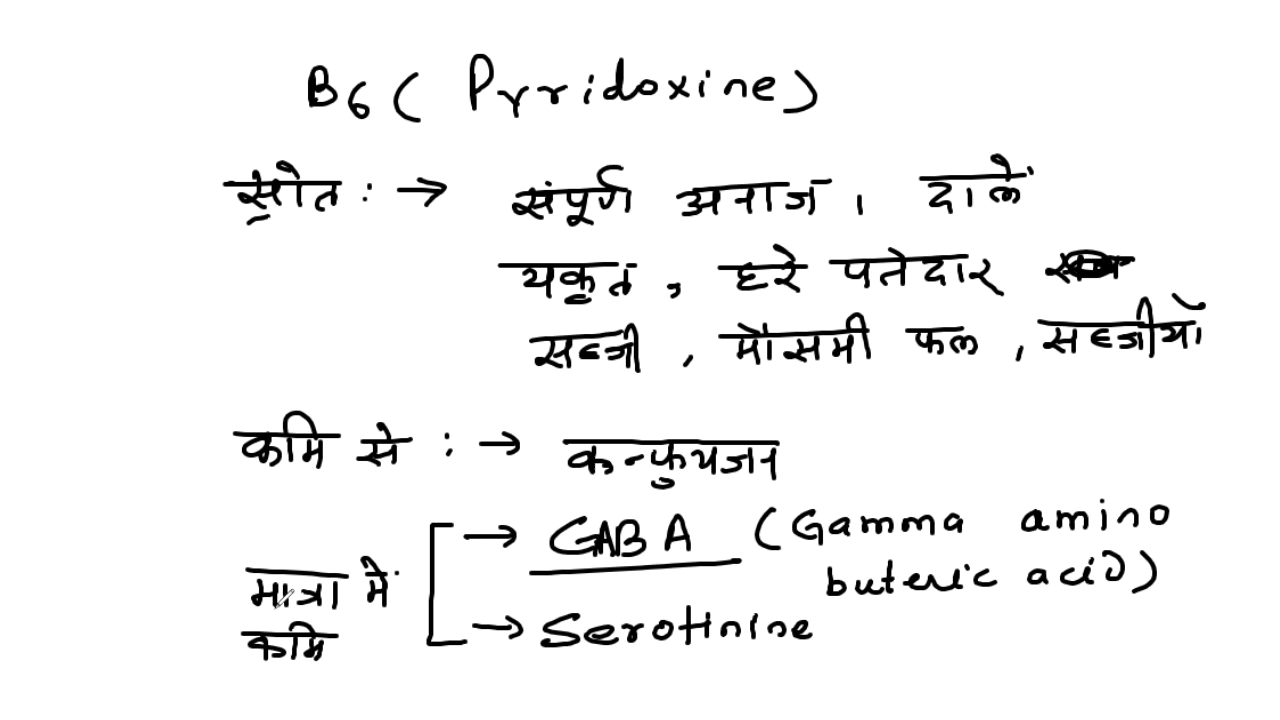 B6 ( Pyrridoxine)
स्रोत : → संपूर्ण अनाज, दालें
यकृत, हरे पतेदार
सब्जी, मौसमी फल, सब्जीयों
कमि से : → कन्फुयजन
→ GABA (Gamma amino
buteric acid)
मात्रा में
कमि
→ Serotinine